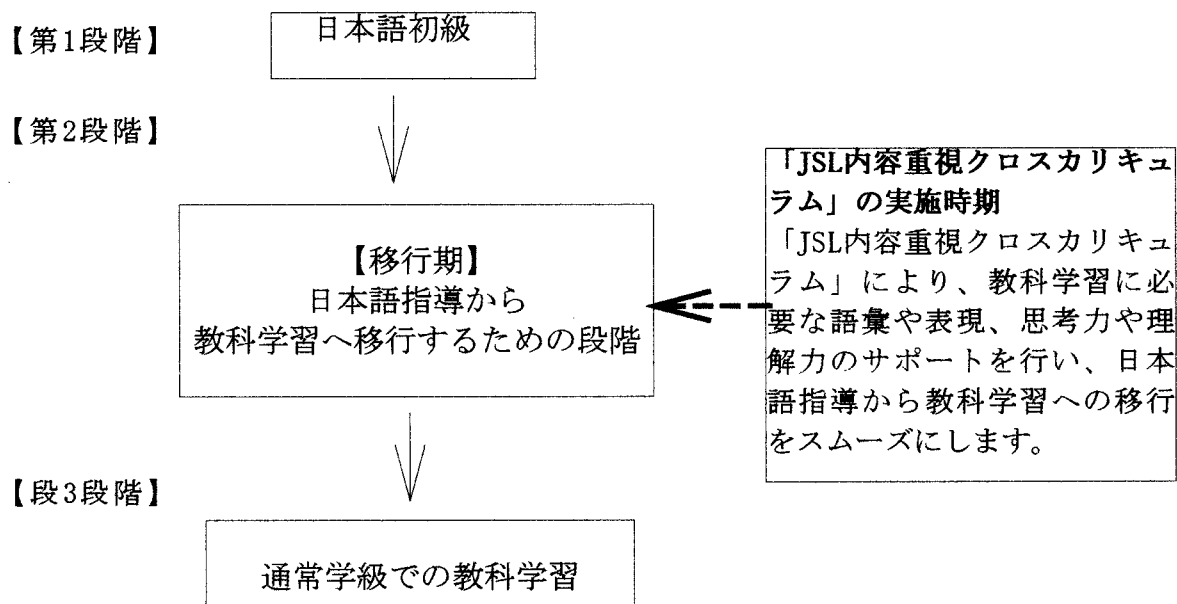 【第1段階】
日本語初級
【第2段階】
【移行期】
日本語指導から
教科学習へ移行するための段階
「JSL内容重視クロスカリキュ
ラム」の実施時期
「JSL内容重視クロスカリキュ
ラム」により、教科学習に必
要な語彙や表現、思考力や理
解力のサポートを行い、日本
語指導から教科学習への移行
をスムーズにします。
【段3段階】
通常学級での教科学習